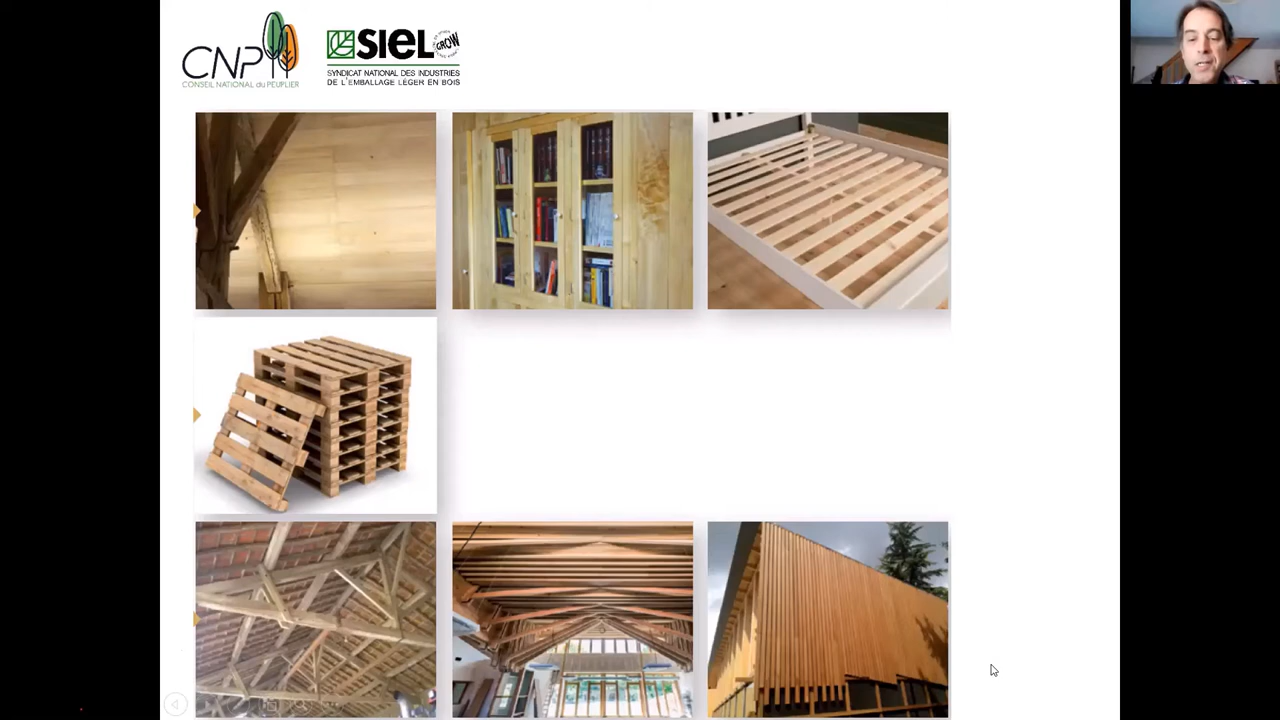 CNP
CONSEIL NATIONAL du PEUPLIER
SIEL
GROW
SYNDICAT NATIONAL DES INDUSTRIES
DE L'EMBALLAGE LÉGER EN BOIS